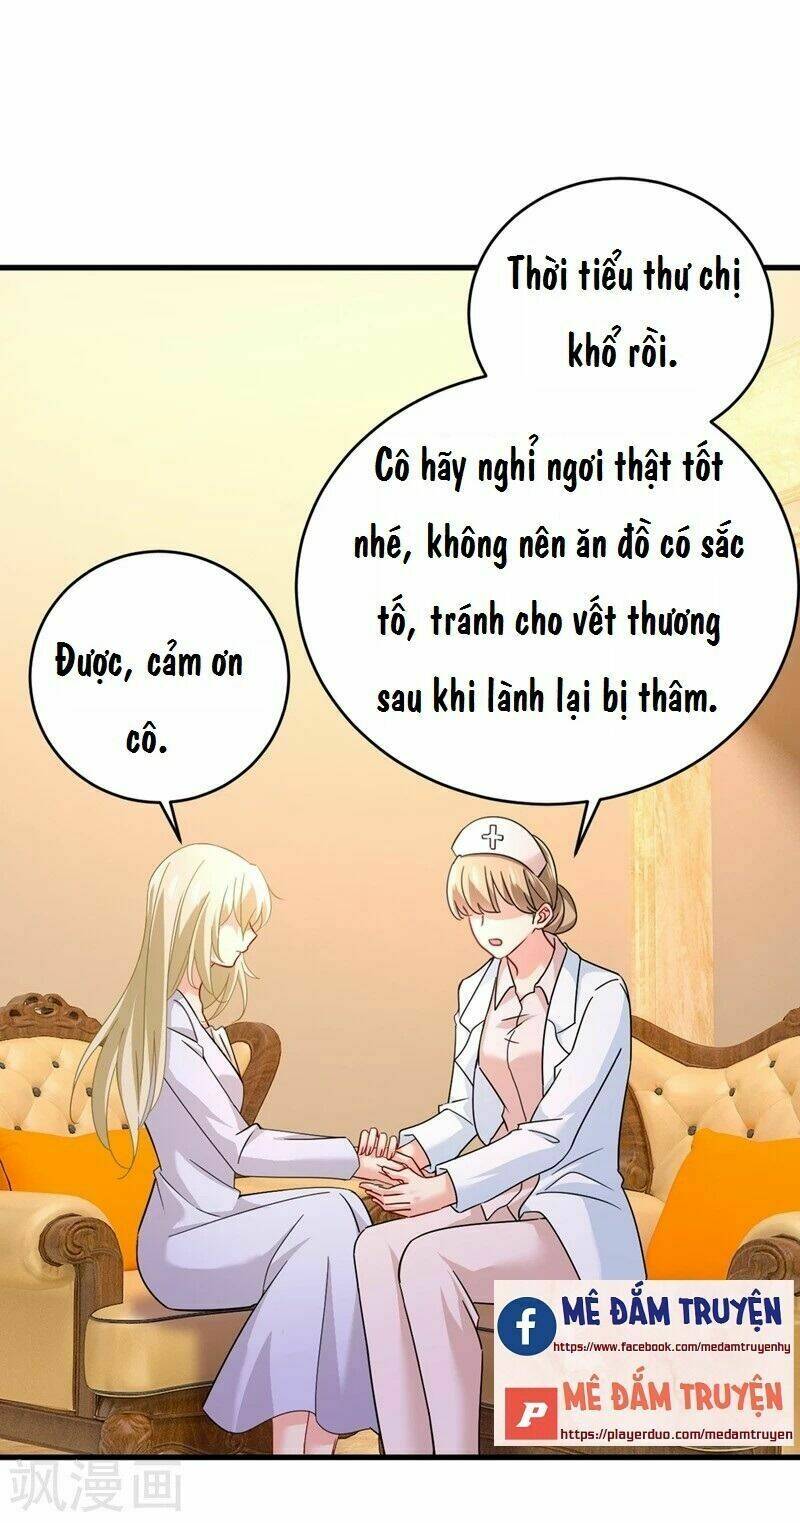 Thời tiểu thư chị
khổ rồi.
Cô hãy nghỉ ngơi thật tốt
nhé, không nên ăn đồ có sắc
tố, tránh cho vết thương
sau khi lành lại bị thâm.
Được, cảm ơn
cô.
MÊ ĐẮM TRUYỆN
https://www.facebook.com/medamtruyenhy
MÊ ĐẮM TRUYỆN
https://playerduo.com/medamtruyen
飒漫画